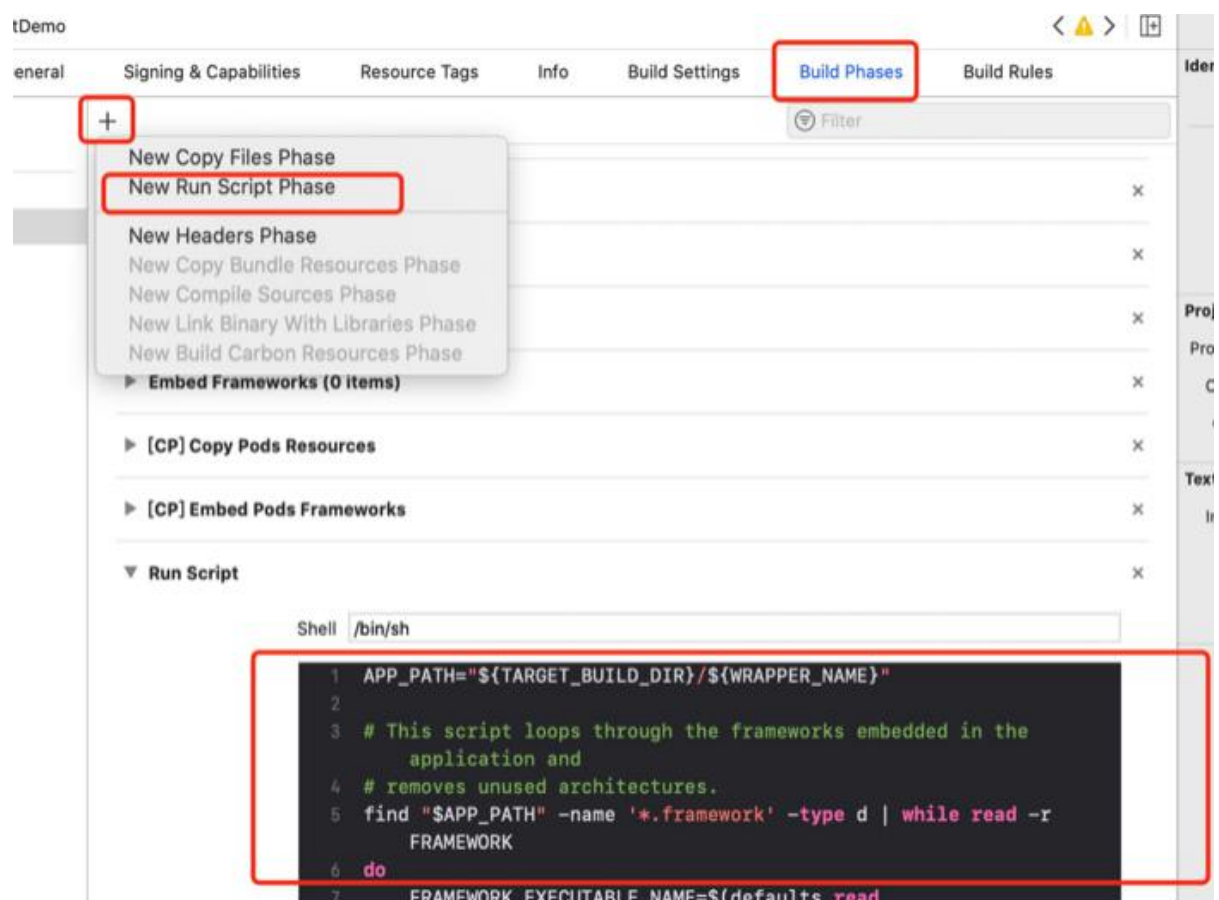 tDemo
eneral Signing & Capabilities Resource Tags Info Build Settings Build Phases Build Rules
Iden
+ Filter
New Copy Files Phase
New Run Script Phase
New Headers Phase
New Copy Bundle Resources Phase
New Compile Sources Phase
New Link Binary With Libraries Phase
New Build Carbon Resources Phase
Proj
Pro
Embed Frameworks (0 items)
[CP] Copy Pods Resources
Text
[CP] Embed Pods Frameworks
Run Script
Shell /bin/sh
1 APP_PATH="${TARGET_BUILD_DIR}/${WRAPPER_NAME}"
2
3 # This script loops through the frameworks embedded in the
application and
4 # removes unused architectures.
5 find "$APP_PATH" -name '*.framework' -type d | while read -r
FRAMEWORK
6 do
7 FRAMEWORK_EXECUTABLE_NAME=$(defaults read